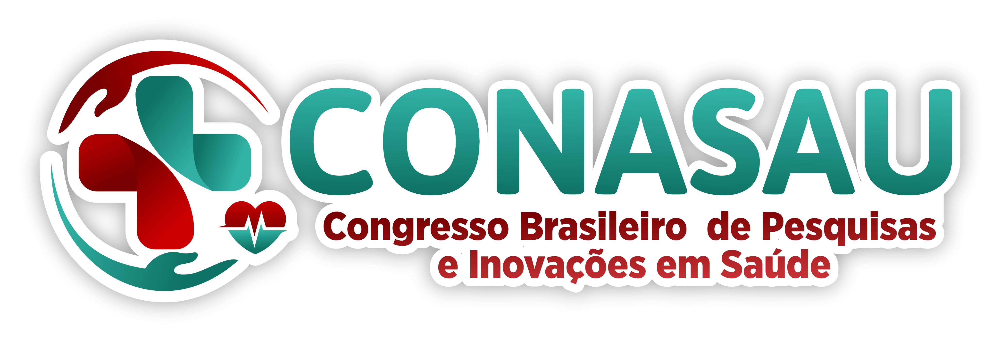 CONASAU
Congresso Brasileiro de Pesquisas
e Inovações em Saúde